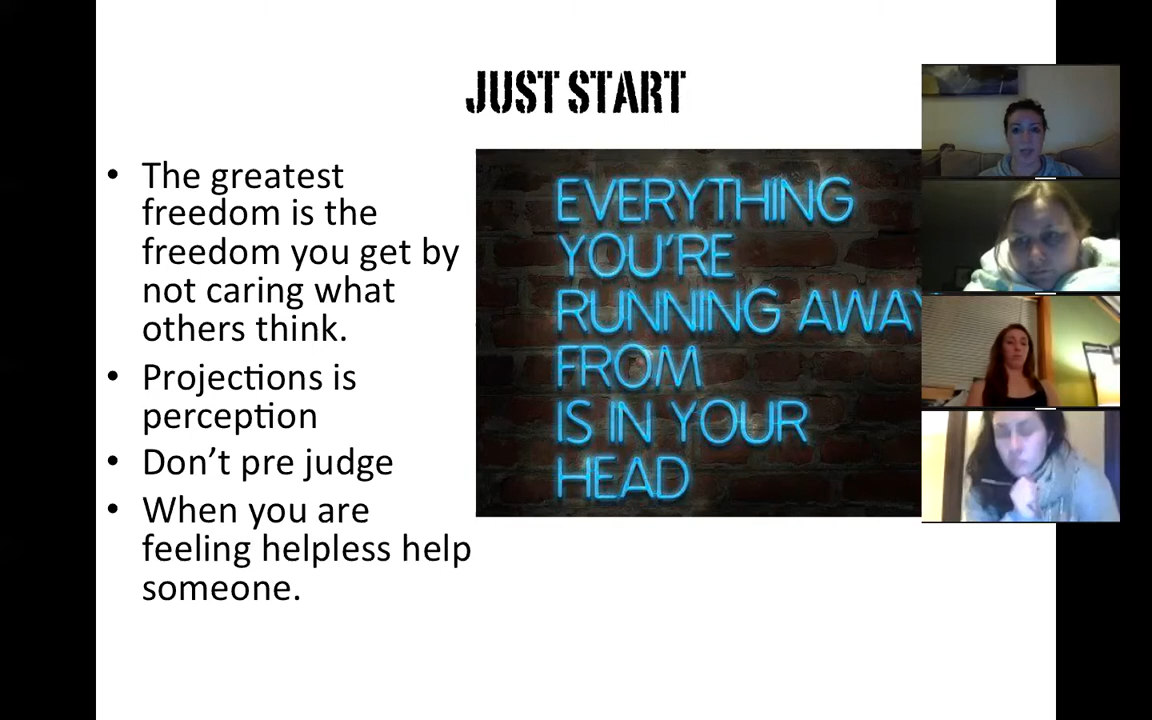 JUST START
• The greatest
freedom is the
freedom you get by
not caring what
others think.
• Projections is
perception
• Don’t pre judge
• When you are
feeling helpless help
someone.
EVERYTHING
YOU'RE
RUNNING AWAY
FROM
IS IN YOUR
HEAD